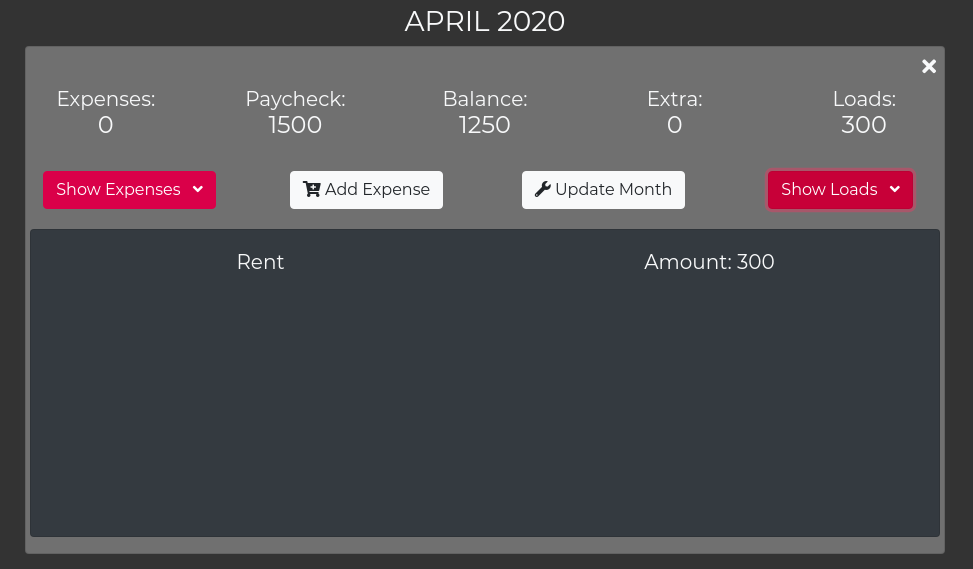 APRIL 2020
Expenses: Paycheck: Balance: Extra: Loads:
0 1500 1250 0 300
Show Expenses Add Expense Update Month Show Loads
Rent Amount: 300